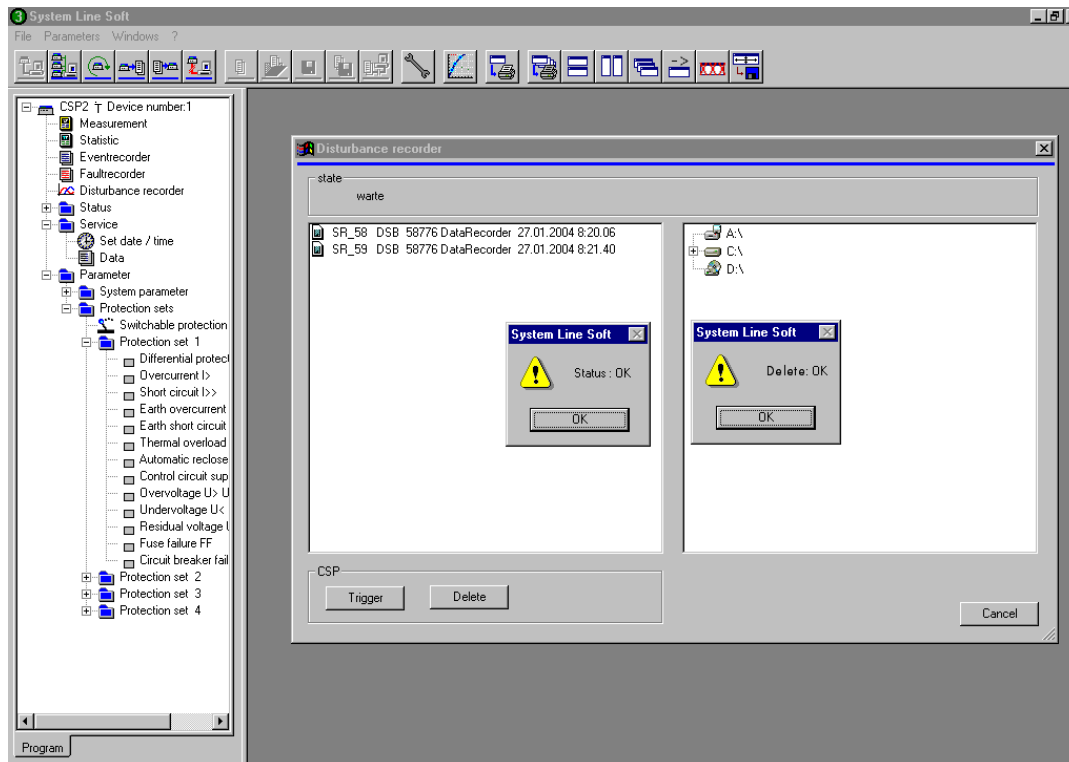 System Line Soft
File Parameters Windows ?
CSP2 Device number:1
Measurement
Statistic
Eventrecorder
Faultrecorder
Disturbance recorder
Status
Service
Set date / time
Data
Parameter
System parameter
Protection sets
Switchable protection
Protection set 1
Differential protect
Overcurrent I>
Short circuit I>>
Earth overcurrent
Earth short circuit
Thermal overload
Automatic reclose
Control circuit sup
Overvoltage U> U
Undervoltage U<
Residual voltage U
Fuse failure FF
Circuit breaker fail
Protection set 2
Protection set 3
Protection set 4
Program
Disturbance recorder
state
warte
SR_58 DSB 58776 DataRecorder 27.01.2004 8:20.06
SR_59 DSB 58776 DataRecorder 27.01.2004 8:21.40
A:\
C:\
D:\
System Line Soft
Status : OK
OK
System Line Soft
Delete: OK
OK
CSP
Trigger
Delete
Cancel